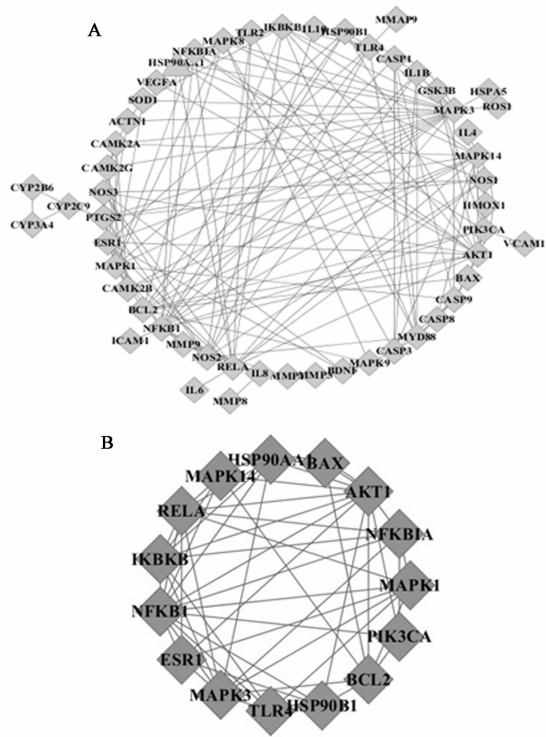 A
MMAP9
IKBKB
IL10
HSP90B1
TLR2
TLR4
MAPK8
CASP1
NFKBIA
IL1B
HSP90AA1
GSK3B
HSPA5
VEGFA
MAPK3
ROS1
SOD1
ACTN1
IL4
CAMK2A
MAPK14
CAMK2G
NOS1
CYP2B6
NOS3
CYP2C9
HMOX1
PTGS2
CYP3A4
PIK3CA
ESR1
VCAM1
AKT1
MAPK1
BAX
CAMK2B
CASP9
BCL2
CASP8
NFKB1
MYD88
ICAM1
MMP9
CASP3
NOS2
MAPK9
RELA
IL8
MMP3
BDNF
IL6
MMP8
B
HSP90AA1
BAX
MAPK14
AKT1
RELA
NFKBIA
IKBKB
MAPK1
NFKB1
PIK3CA
ESR1
BCL2
MAPK3
HSP90B1
TLR4